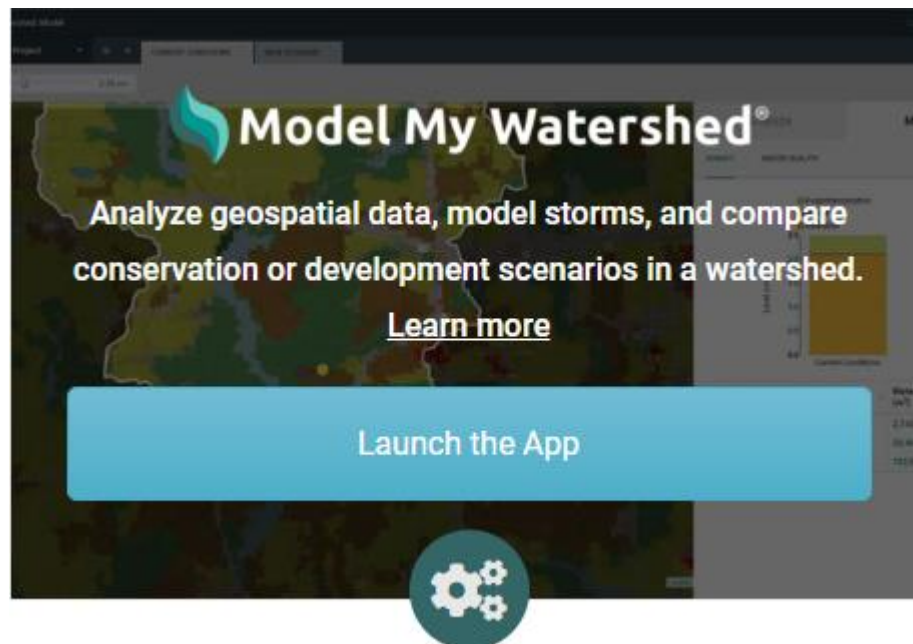 Project
Model My Watershed®
Analyze geospatial data, model storms, and compare
conservation or development scenarios in a watershed.
Learn more
Launch the App